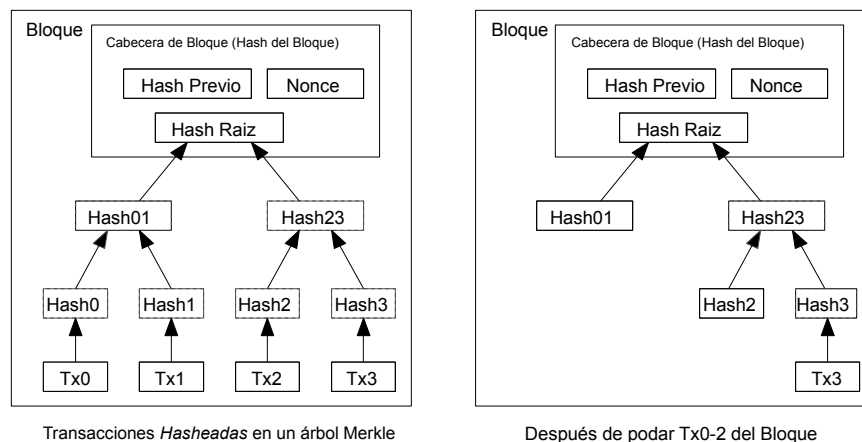 Bloque
Cabecera de Bloque (Hash del Bloque)
Hash Previo Nonce
Hash Raiz
Hash01 Hash23
Hash0 Hash1 Hash2 Hash3
Tx0 Tx1 Tx2 Tx3
Transacciones Hasheadas en un árbol Merkle
Bloque
Cabecera de Bloque (Hash del Bloque)
Hash Previo Nonce
Hash Raiz
Hash01 Hash23
Hash2 Hash3
Tx3
Después de podar Tx0-2 del Bloque